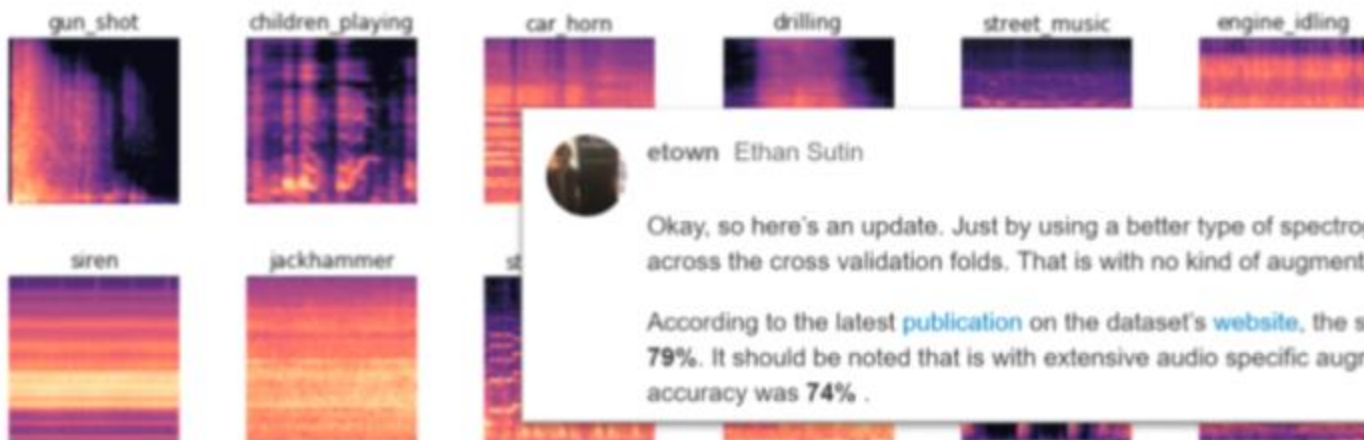 gun_shot children_playing car_horn drilling street_music engine_idling
siren jackhammer
etown Ethan Sutin
Okay, so here's an update. Just by using a better type of
across the cross validation folds. That is with no kind of
According to the latest publication on the dataset's website, the
79%. It should be noted that is with extensive audio specific
accuracy was 74% .